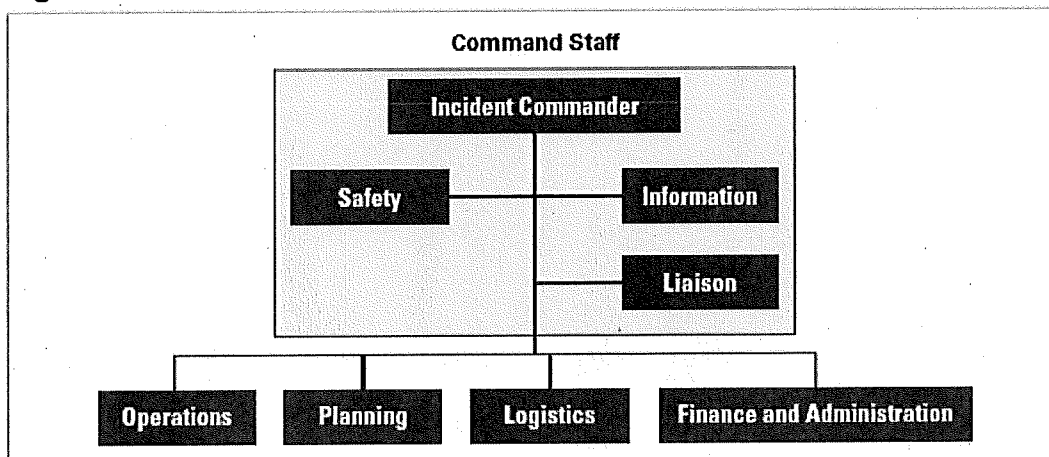 Command Staff
Incident Commander
Safety
Information
Liaison
Operations
Planning
Logistics
Finance and Administration